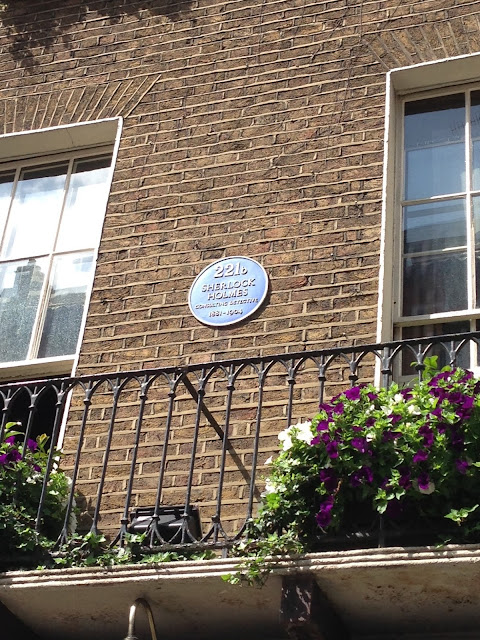 221b
SHERLOCK
HOLMES
CONSULTING DETECTIVE
1881-1904